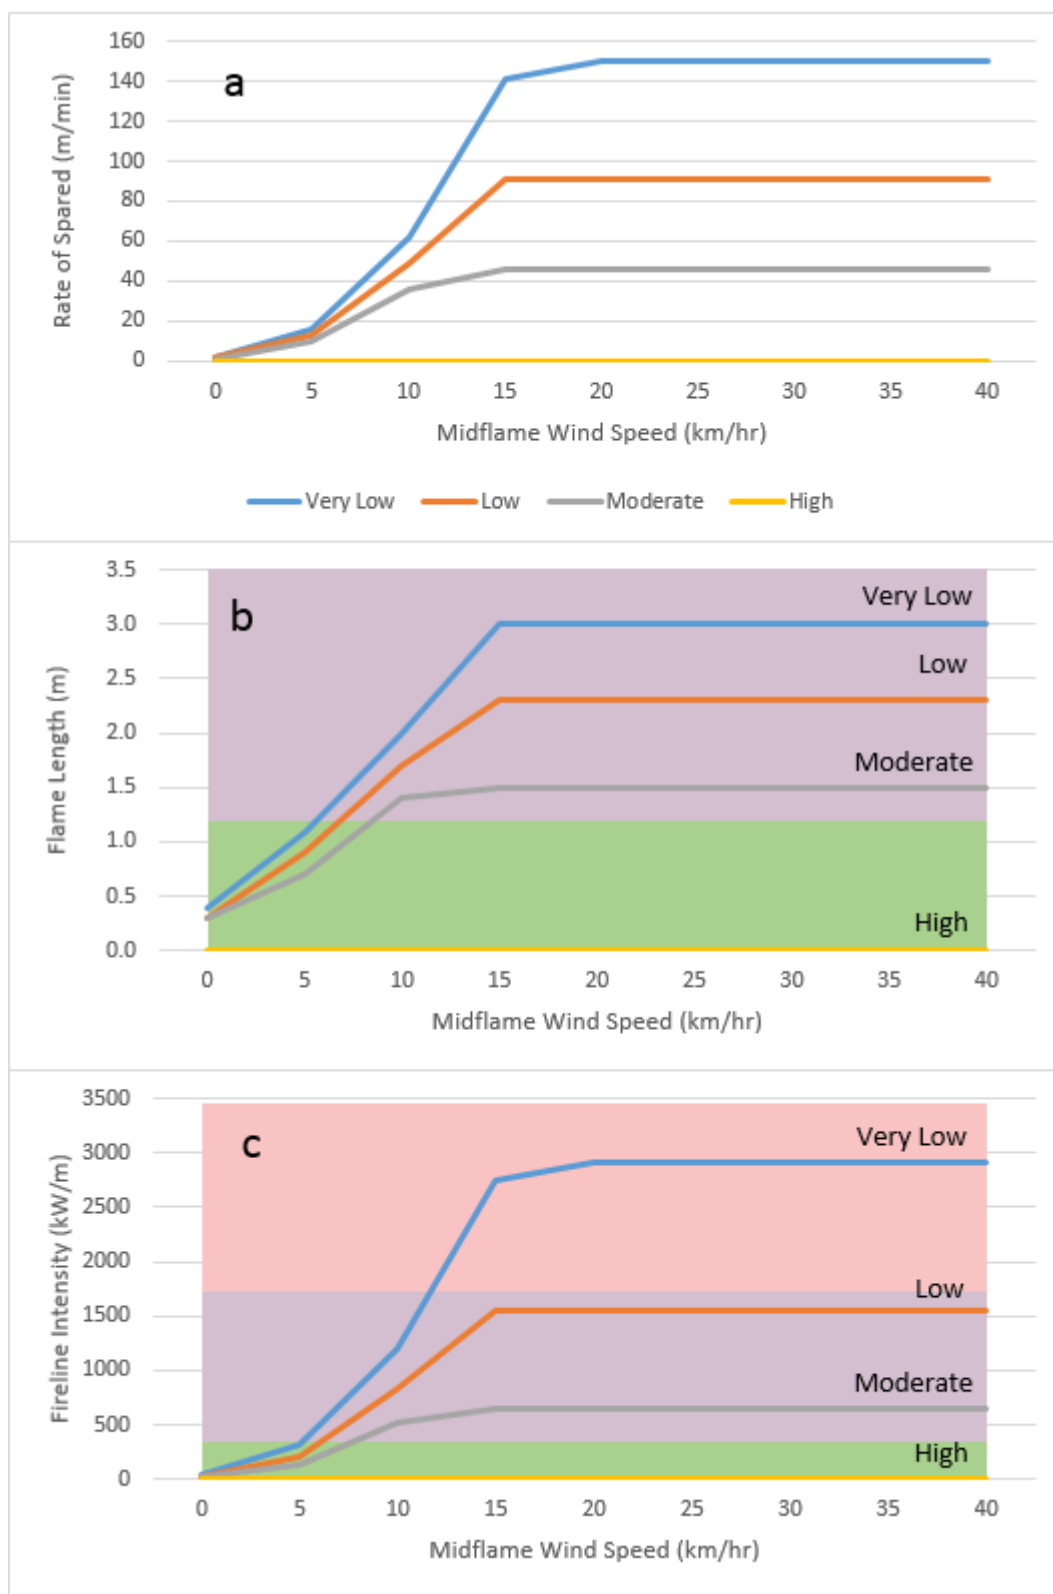 160
140
120
100
80
60
40
20
0
Rate of Spared (m/min)
a
0 5 10 15 20 25 30 35 40
Midflame Wind Speed (km/hr)
Very Low Low Moderate High
3.5
3.0
2.5
2.0
1.5
1.0
0.5
0.0
Flame Length (m)
b
Very Low
Low
Moderate
High
0 5 10 15 20 25 30 35 40
Midflame Wind Speed (km/hr)
3500
3000
2500
2000
1500
1000
500
0
Fireline Intensity (kW/m)
c
Very Low
Low
Moderate
High
0 5 10 15 20 25 30 35 40
Midflame Wind Speed (km/hr)